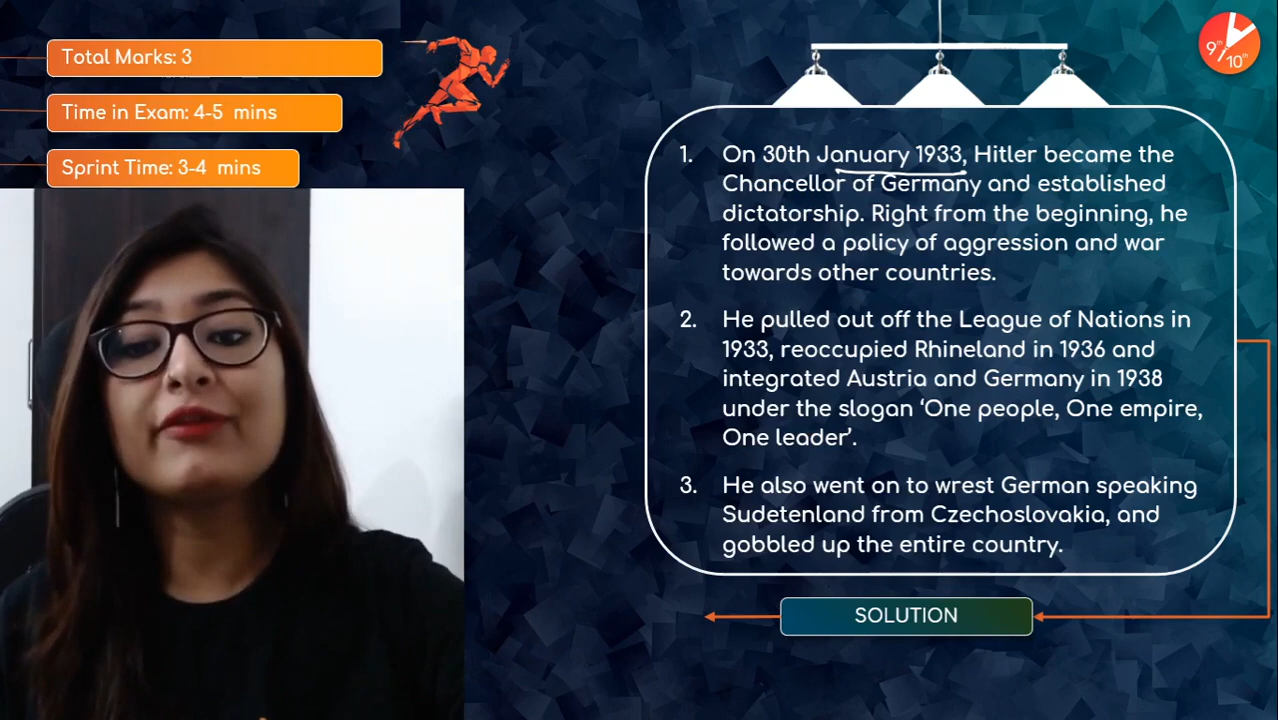 Total Marks: 3
Time in Exam: 4-5 mins
Sprint Time: 3-4 mins
9th
10th
1. On 30th January 1933, Hitler became the
Chancellor of Germany and established
dictatorship. Right from the beginning, he
followed a policy of aggression and war
towards other countries.
2. He pulled out off the League of Nations in
1933, reoccupied Rhineland in 1936 and
integrated Austria and Germany in 1938
under the slogan ‘One people, One empire,
One leader’.
3. He also went on to wrest German speaking
Sudetenland from Czechoslovakia, and
gobbled up the entire country.
SOLUTION